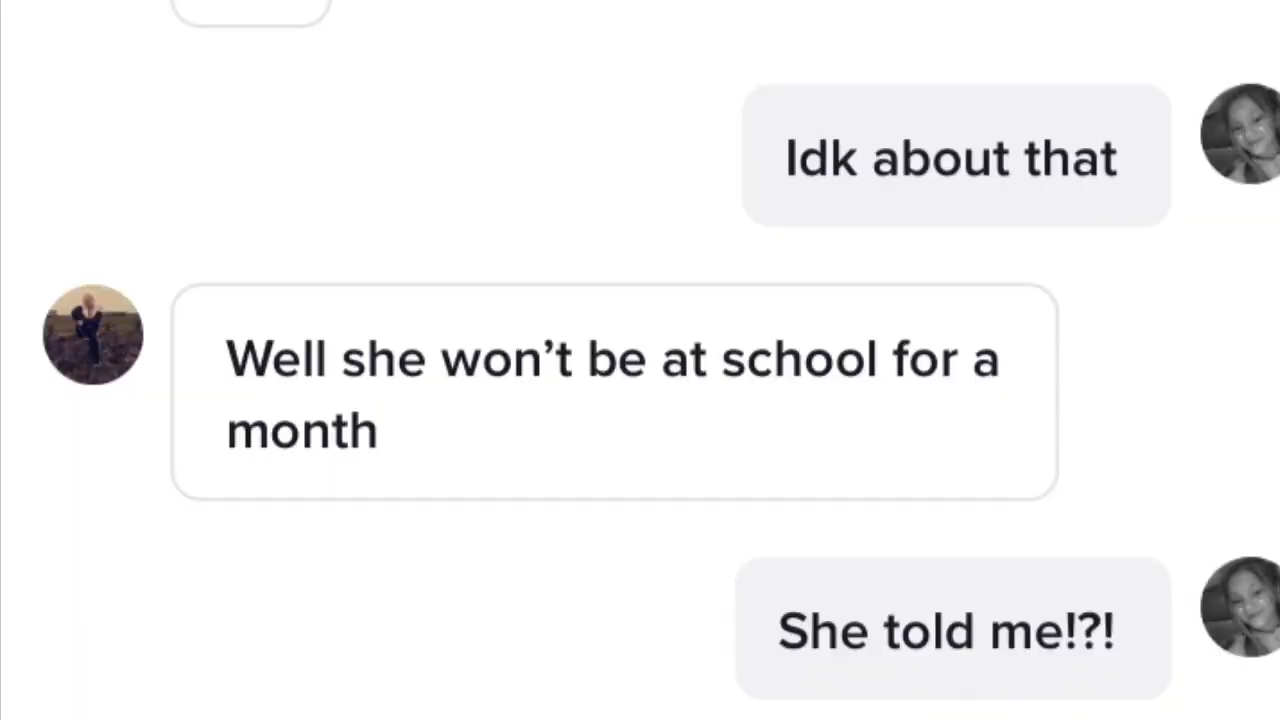 Idk about that
Well she won’t be at school for a
month
She told me!?!